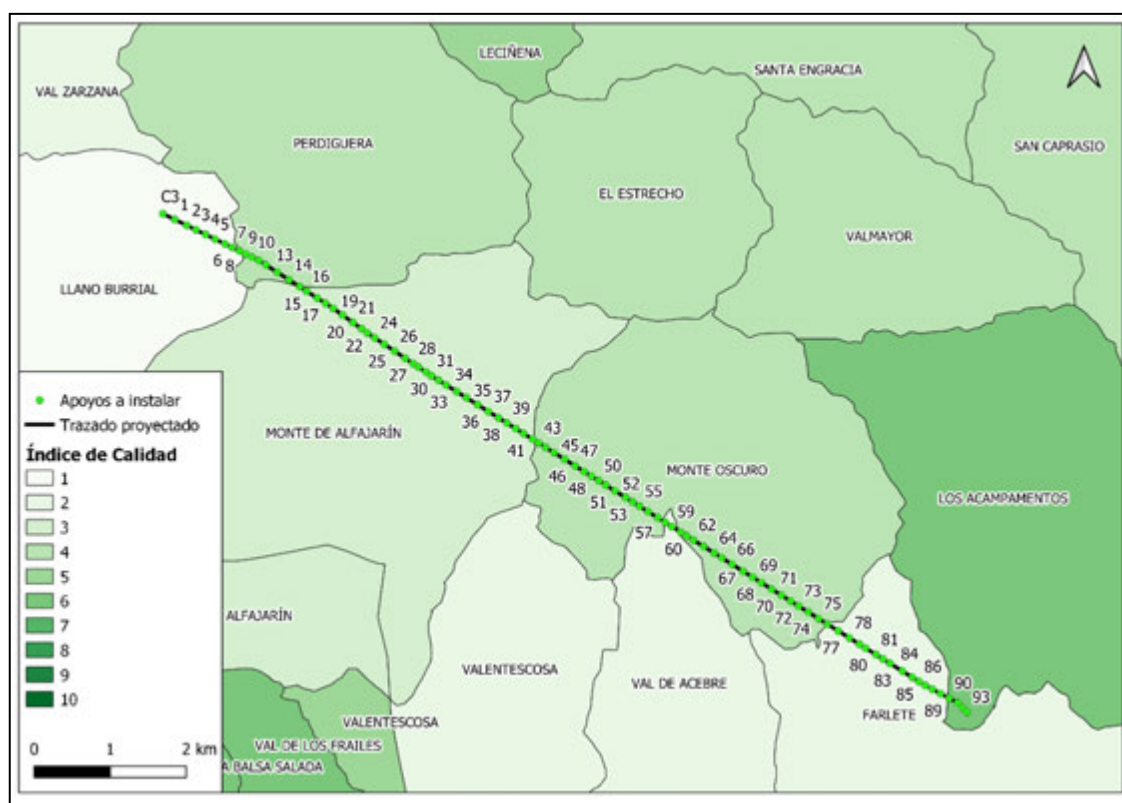 LECIÑENA
SANTA ENGRACIA
VAL ZARZANA
PERDIGUERA
SAN CAPRASIO
EL ESTRECHO
VALMAYOR
C3 1 2 3 4 5
7 9 10
6 8
13 14 16
LLANO BURRIAL
15 17
19 21
20 22
24 26 28 31 34
25 27 30 33
35 37 39
36 38 41
MONTE DE ALFAJARÍN
43 45 47 50 52 55
46 48 51 53 57
MONTE OSCURO
LOS ACAMPAMENTOS
59 62 64 66 69 71 73 75
60 67 68 70 72 74 77
78 81 84 86 90 93
80 83 85 89
ALFAJARÍN
VALENTESCOSA
VAL DE ACEBRE
FARLETE
VALENTESCOSA
VAL DE LOS FRAILES
A BALSA SALADA
Apoyos a instalar
Trazado proyectado
Índice de Calidad
1
2
3
4
5
6
7
8
9
10
0 1 2 km